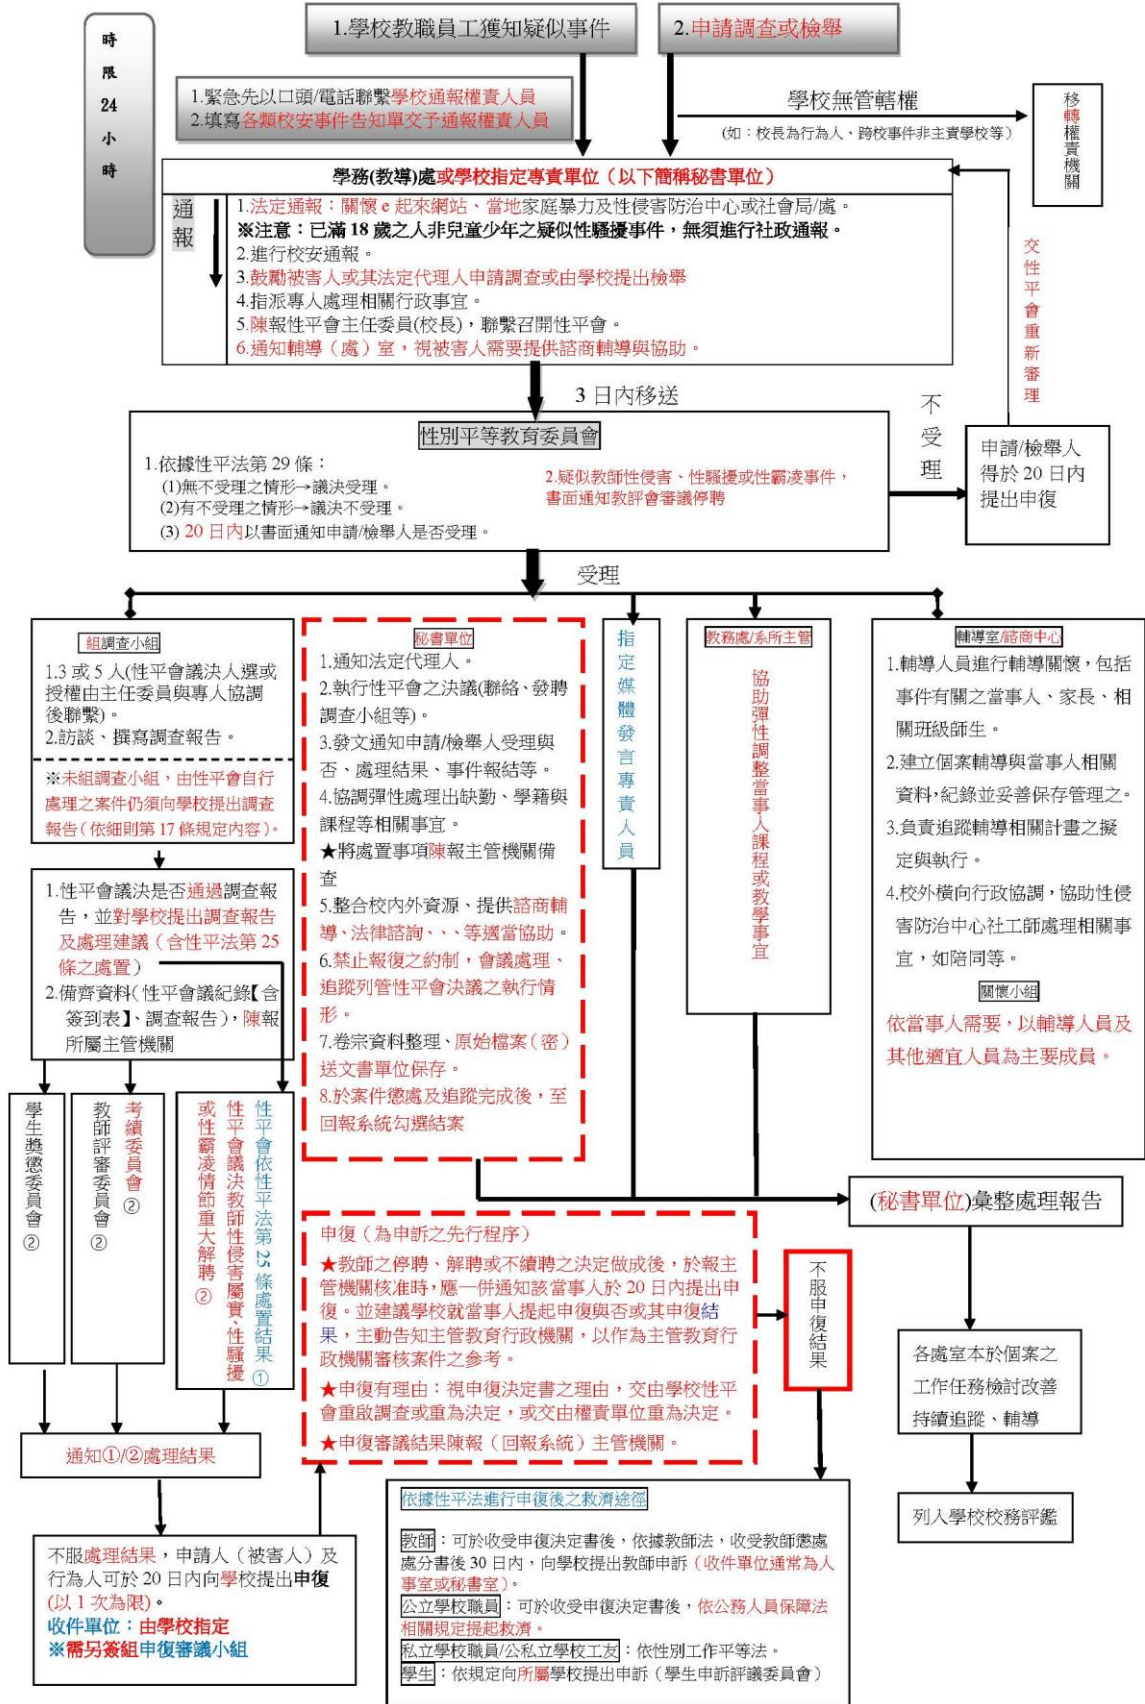 時
限
24
小
時
1.學校教職員工獲知疑似事件
2.申請調查或檢舉
1.緊急先以口頭/電話聯繫學校通報權責人員
2.填寫各類校安事件告知單交予通報權責人員
學校無管轄權
(如：校長為行為人、跨校事件非主責學校等)
移轉權責機關
學務(教導)處或學校指定專責單位（以下簡稱秘書單位）
通報
1.法定通報：關懷 e 起來網站、當地家庭暴力及性侵害防治中心或社會局/處。
※注意：已滿 18 歲之人非兒童少年之疑似性騷擾事件，無須進行社政通報。
2.進行校安通報。
3.鼓勵被害人或其法定代理人申請調查或由學校提出檢舉
4.指派專人處理相關行政事宜。
5.陳報性平會主任委員(校長)，聯繫召開性平會。
6.通知輔導（處）室，視被害人需要提供諮商輔導與協助。
交性平會重新審理
3 日內移送
性別平等教育委員會
1.依據性平法第 29 條：
(1)無不受理之情形→議決受理。
(2)有不受理之情形→議決不受理。
(3) 20 日內以書面通知申請/檢舉人是否受理。
2.疑似教師性侵害、性騷擾或性霸凌事件，
書面通知教評會審議停聘
不受理
申請/檢舉人
得於 20 日內
提出申復
受理
組調查小組
1.3 或 5 人(性平會議決人選或
授權由主任委員與專人協調
後聯繫)。
2.訪談、撰寫調查報告。
※未組調查小組，由性平會自行
處理之案件仍須向學校提出調查
報告(依細則第 17 條規定內容)。
1.性平會議決是否通過調查報
告，並對學校提出調查報告
及處理建議（含性平法第 25
條之處置）
2.備齊資料(性平會議紀錄【含
簽到表】、調查報告)，陳報
所屬主管機關
秘書單位
1.通知法定代理人。
2.執行性平會之決議(聯絡、發聘
調查小組等)。
3.發文通知申請/檢舉人受理與
否、處理結果、事件報結等。
4.協調彈性處理出缺勤、學籍與
課程等相關事宜。
★將處置事項陳報主管機關備
查
5.整合校內外資源、提供諮商輔
導、法律諮詢、、、等適當協助。
6.禁止報復之約制，會議處理、
追蹤列管性平會決議之執行情
形。
7.卷宗資料整理、原始檔案（密）
送文書單位保存。
8.於案件懲處及追蹤完成後，至
回報系統勾選結案
指定媒體發言專責人員
教務處/系所主管
協助彈性調整當事人課程或教學事宜
輔導室/諮商中心
1.輔導人員進行輔導關懷，包括
事件有關之當事人、家長、相
關班級師生。
2.建立個案輔導與當事人相關
資料，紀錄並妥善保存管理之。
3.負責追蹤輔導相關計畫之擬
定與執行。
4.校外橫向行政協調，協助性侵
害防治中心社工師處理相關事
宜，如陪同等。
關懷小組
依當事人需要，以輔導人員及
其他適宜人員為主要成員。
學生獎懲委員會②
考績委員會②
教師評審委員會②
性平會依性平法第 25 條處置結果①
性平會議決教師性侵害屬實、性騷擾
或性霸凌情節重大解聘②
(秘書單位)彙整處理報告
申復（為申訴之先行程序）
★教師之停聘、解聘或不續聘之決定做成後，於報主
管機關核准時，應一併通知該當事人於 20 日內提出申
復。並建議學校就當事人提起申復與否或其申復結
果，主動告知主管教育行政機關，以作為主管教育行
政機關審核案件之參考。
★申復有理由：視申復決定書之理由，交由學校性平
會重啟調查或重為決定，或交由權責單位重為決定。
★申復審議結果陳報（回報系統）主管機關。
不服申復結果
各處室本於個案之
工作任務檢討改善
持續追蹤、輔導
列入學校校務評鑑
通知①/②處理結果
不服處理結果，申請人（被害人）及
行為人可於 20 日內向學校提出申復
(以 1 次為限)。
收件單位：由學校指定
※需另簽組申復審議小組
依據性平法進行申復後之救濟途徑
教師：可於收受申復決定書後，依據教師法，收受教師懲處
處分書後 30 日內，向學校提出教師申訴（收件單位通常為人
事室或秘書室）。
公立學校職員：可於收受申復決定書後，依公務人員保障法
相關規定提起救濟。
私立學校職員/公私立學校工友：依性別工作平等法。
學生：依規定向所屬學校提出申訴（學生申訴評議委員會）